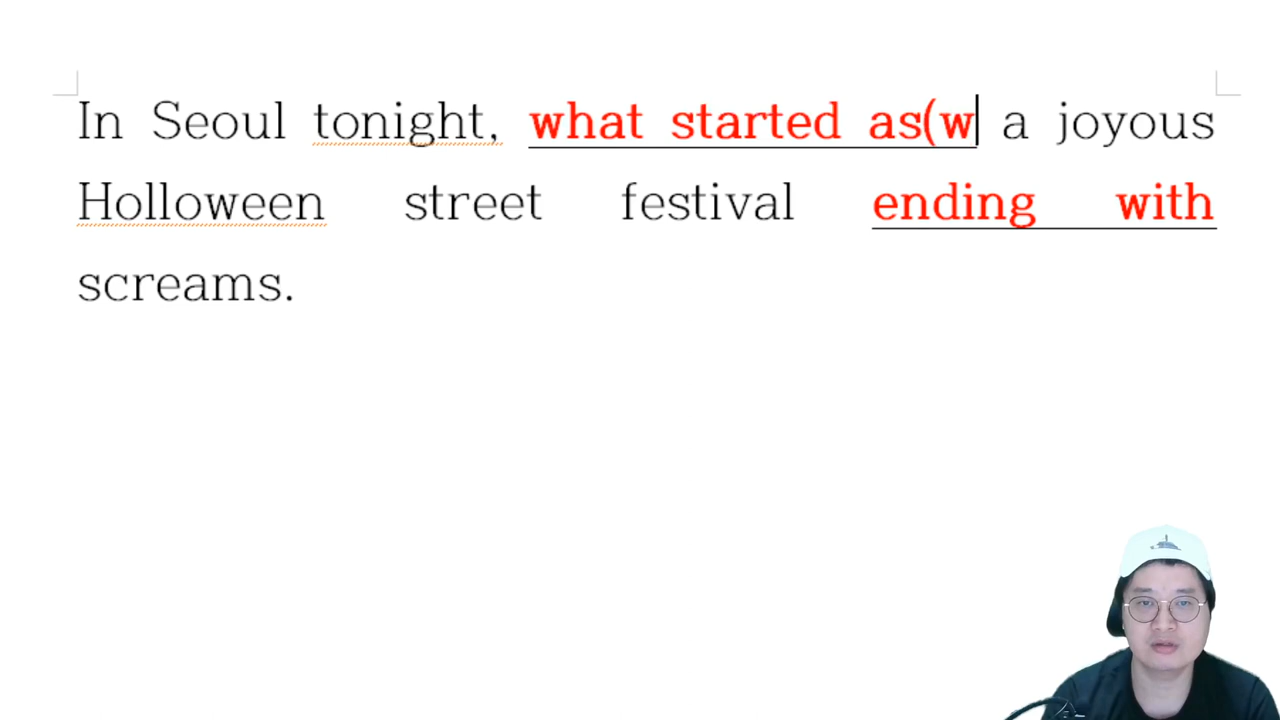 In Seoul tonight, what started as(w a joyous
Holloween street festival ending with
screams.